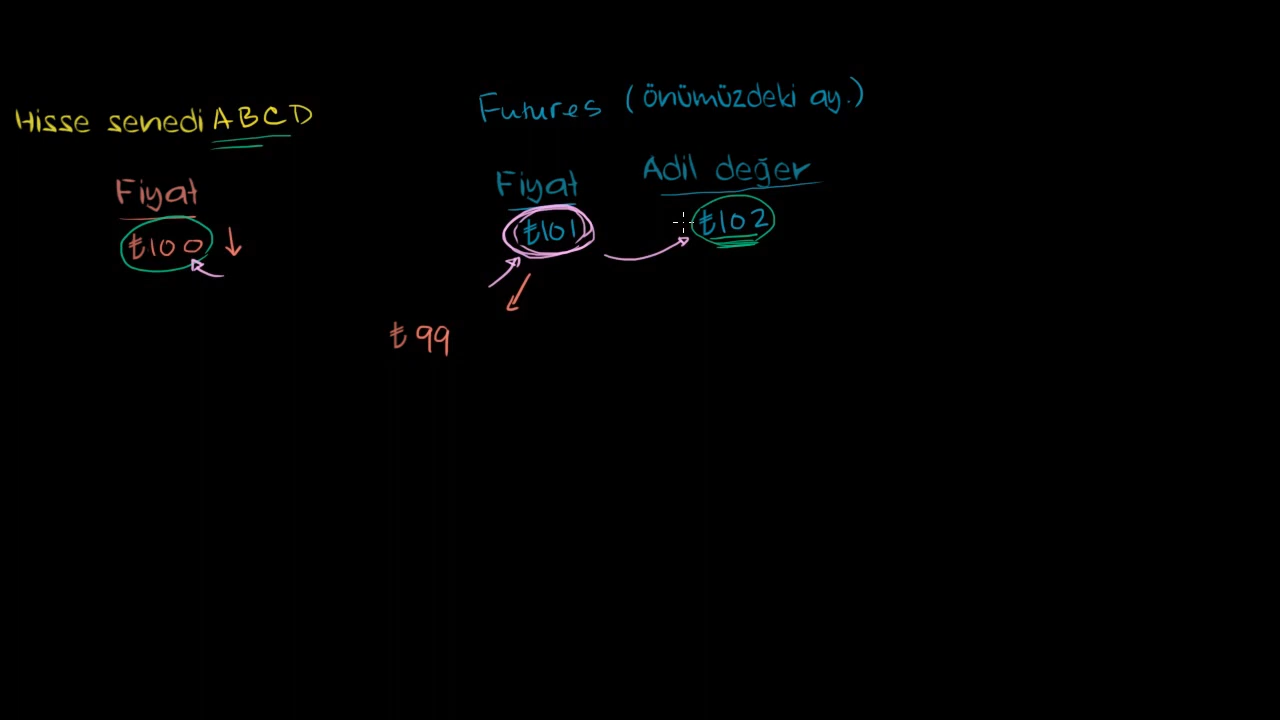 Hisse senedi ABCD
Fiyat
₺100
Futures (önümüzdeki ay.)
Fiyat
₺101
Adil değer
₺102
₺99